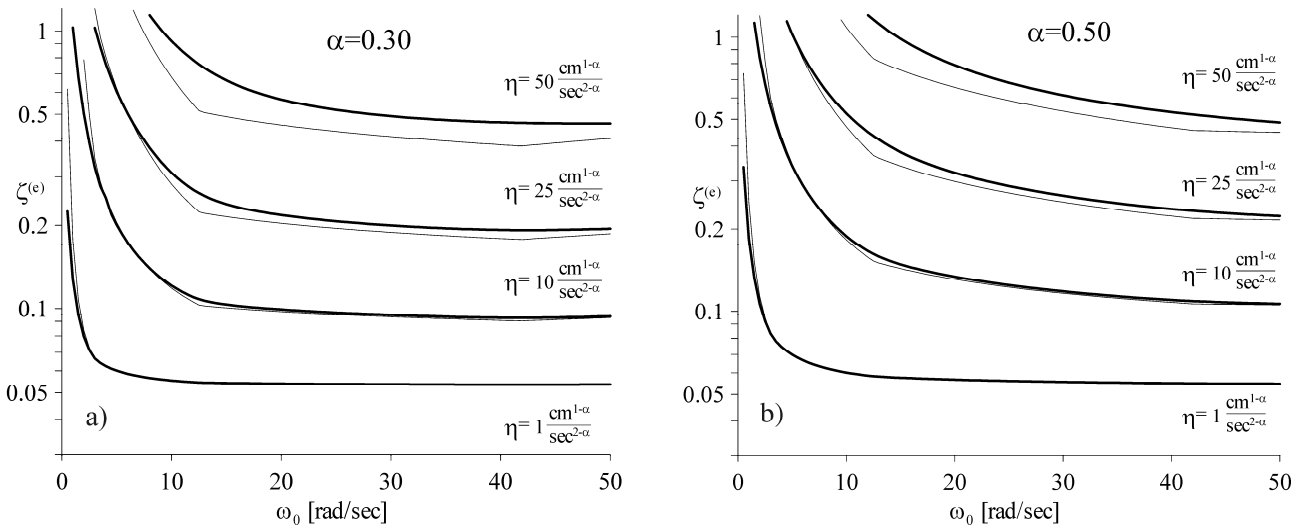 α=0.30
1
0.5
0.2
0.1
0.05
ζ(e)
η= 50 cm1-α / sec2-α
η= 25 cm1-α / sec2-α
η= 10 cm1-α / sec2-α
η= 1 cm1-α / sec2-α
a)
0 10 20 30 40 50
ω0 [rad/sec]
α=0.50
1
0.5
0.2
0.1
0.05
ζ(e)
η= 50 cm1-α / sec2-α
η= 25 cm1-α / sec2-α
η= 10 cm1-α / sec2-α
η= 1 cm1-α / sec2-α
b)
0 10 20 30 40 50
ω0 [rad/sec]